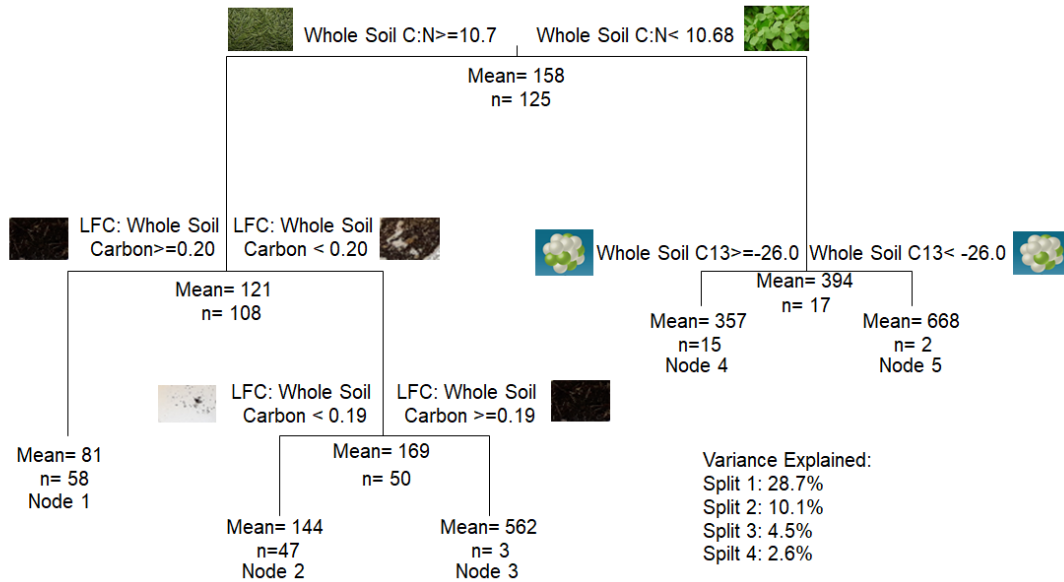 Whole Soil C:N>=10.7
Whole Soil C:N< 10.68
Mean= 158
n= 125
LFC: Whole Soil
Carbon>=0.20
LFC: Whole Soil
Carbon < 0.20
Whole Soil C13>=-26.0
Whole Soil C13< -26.0
Mean= 121
n= 108
Mean= 394
n= 17
Mean= 357
n=15
Node 4
Mean= 668
n= 2
Node 5
LFC: Whole Soil
Carbon < 0.19
LFC: Whole Soil
Carbon >=0.19
Mean= 81
n= 58
Node 1
Mean= 169
n= 50
Mean= 144
n=47
Node 2
Mean= 562
n= 3
Node 3
Variance Explained:
Split 1: 28.7%
Split 2: 10.1%
Split 3: 4.5%
Spilt 4: 2.6%